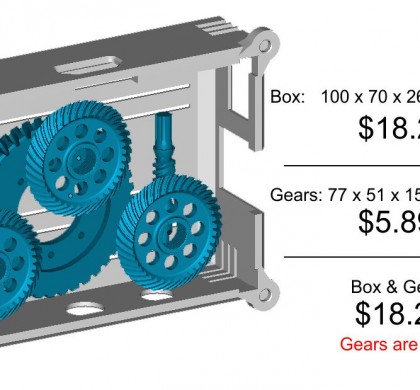 Box: 100 x 70 x 26
$18.2
Gears: 77 x 51 x 15
$5.89
Box & Ge
$18.2
Gears are